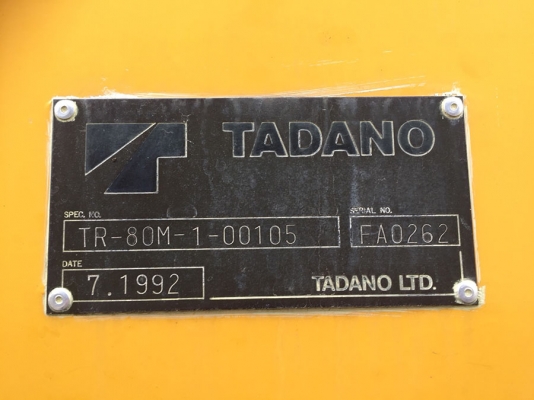 TADANO
SPEC. NO. SERIAL NO.
TR-80M-1-00105 FA0262
DATE
7.1992 TADANO LTD.